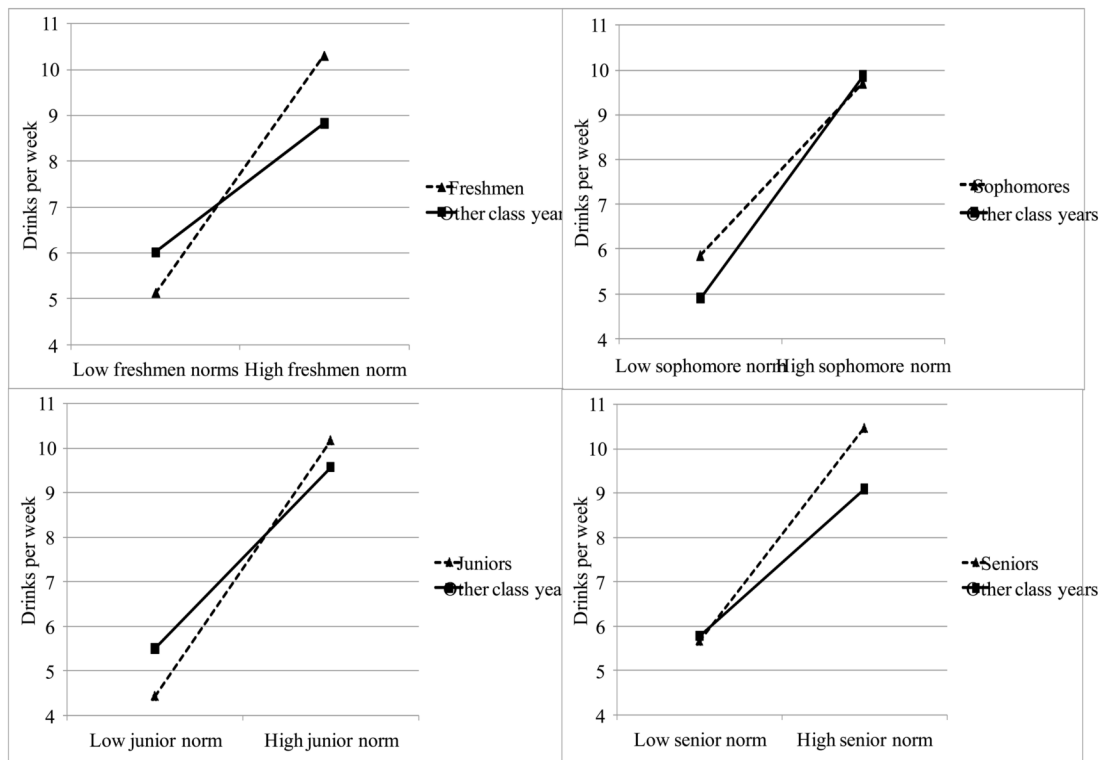 11
10
9
8
7
6
5
4
Drinks per week
Low freshmen norms High freshmen norm
Freshmen
Other class year
11
10
9
8
7
6
5
4
Drinks per week
Low sophomore norm High sophomore norm
Sophomores
Other class years
11
10
9
8
7
6
5
4
Drinks per week
Low junior norm High junior norm
Juniors
Other class yea
11
10
9
8
7
6
5
4
Drinks per week
Low senior norm High senior norm
Seniors
Other class years